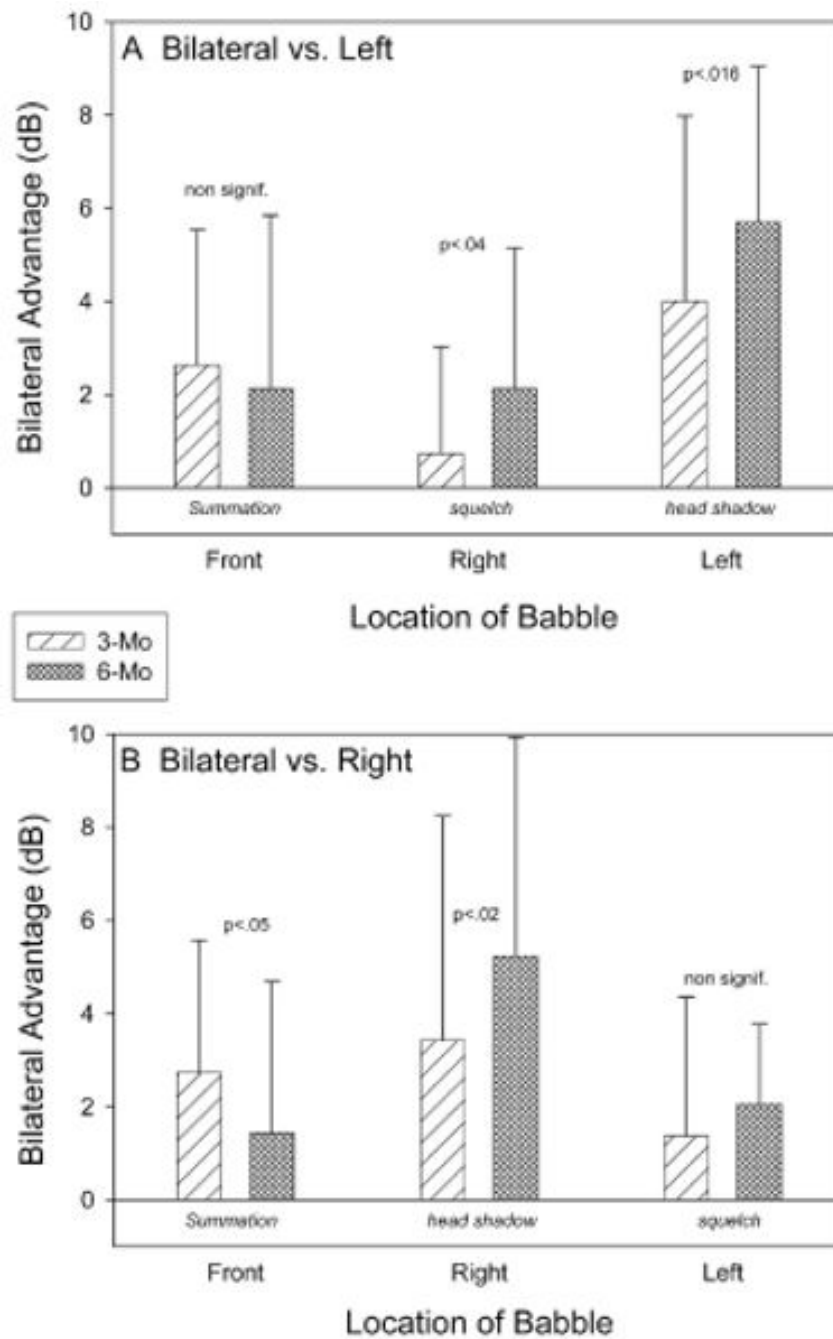 A Bilateral vs. Left
Bilateral Advantage (dB)
10
8
6
4
2
0
non signif.
p<.04
p<.016
Summation squelch head shadow
Front Right Left
Location of Babble
3-Mo
6-Mo
B Bilateral vs. Right
Bilateral Advantage (dB)
10
8
6
4
2
0
p<.05
p<.02
non signif.
Summation head shadow squelch
Front Right Left
Location of Babble